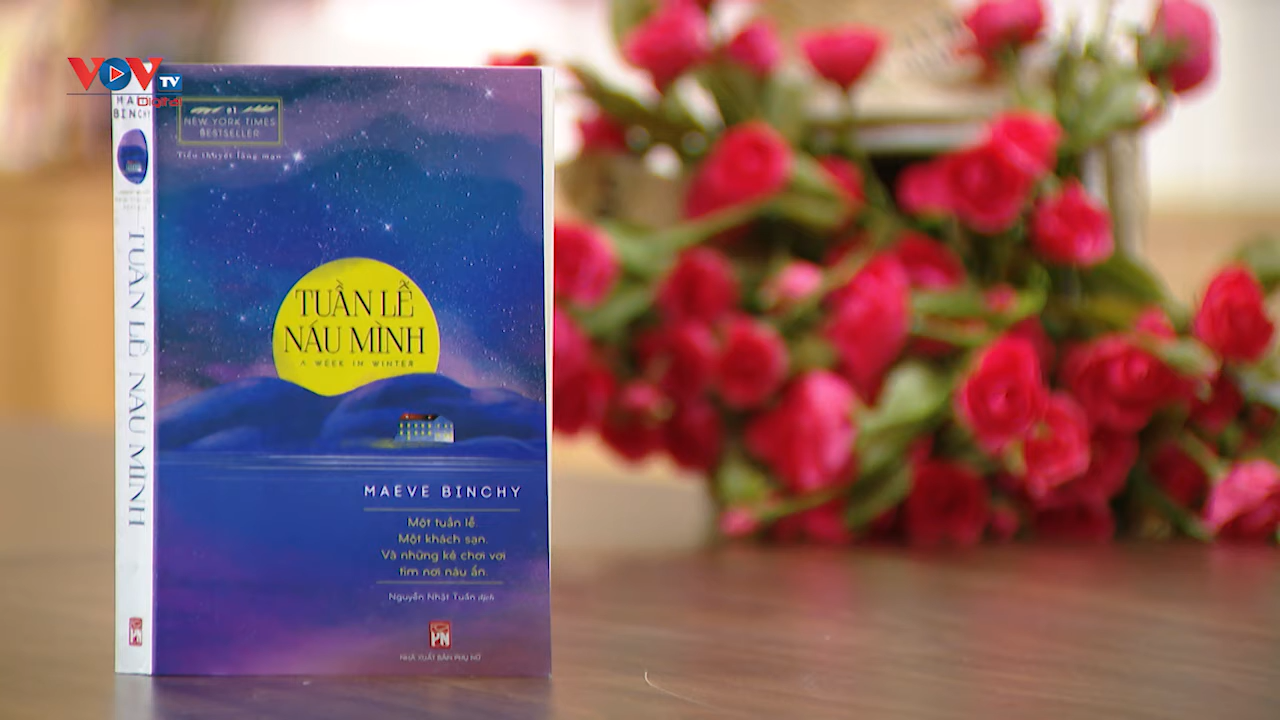 VOV TV
Digital
MAEVE
BINCHY
TUẦN LỄ NÁU MÌNH
#1
NEW YORK TIMES
BESTSELLER
Tiểu thuyết lãng mạn
TUẦN LỄ
NÁU MÌNH
A WEEK IN WINTER
MAEVE BINCHY
Một tuần lễ.
Một khách sạn.
Và những kẻ chơi vơi
tìm nơi náu ẩn.
Nguyễn Nhật Tuấn dịch
PN
NHÀ XUẤT BẢN PHỤ NỮ